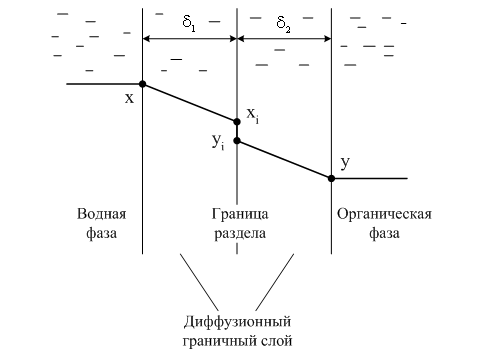 δ₁ δ₂
x
xᵢ
yᵢ
y
Водная
фаза
Граница
раздела
Органическая
фаза
Диффузионный
граничный слой